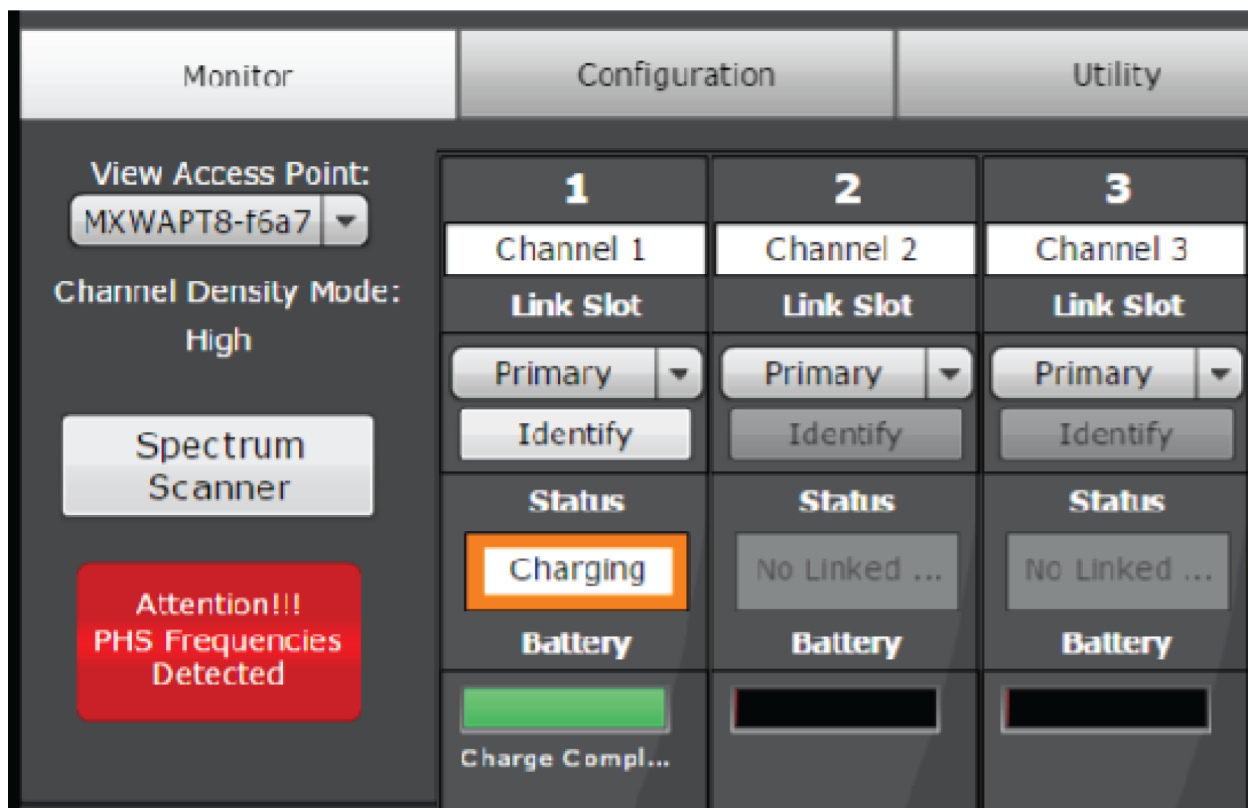 Monitor
Configuration
Utility
View Access Point:
MXWAPT8-f6a7
Channel Density Mode:
High
Spectrum
Scanner
Attention!!!
PHS Frequencies
Detected
1
2
3
Channel 1
Channel 2
Channel 3
Link Slot
Link Slot
Link Slot
Primary
Primary
Primary
Identify
Identify
Identify
Status
Status
Status
Charging
No Linked ...
No Linked ...
Battery
Battery
Battery
Charge Compl...